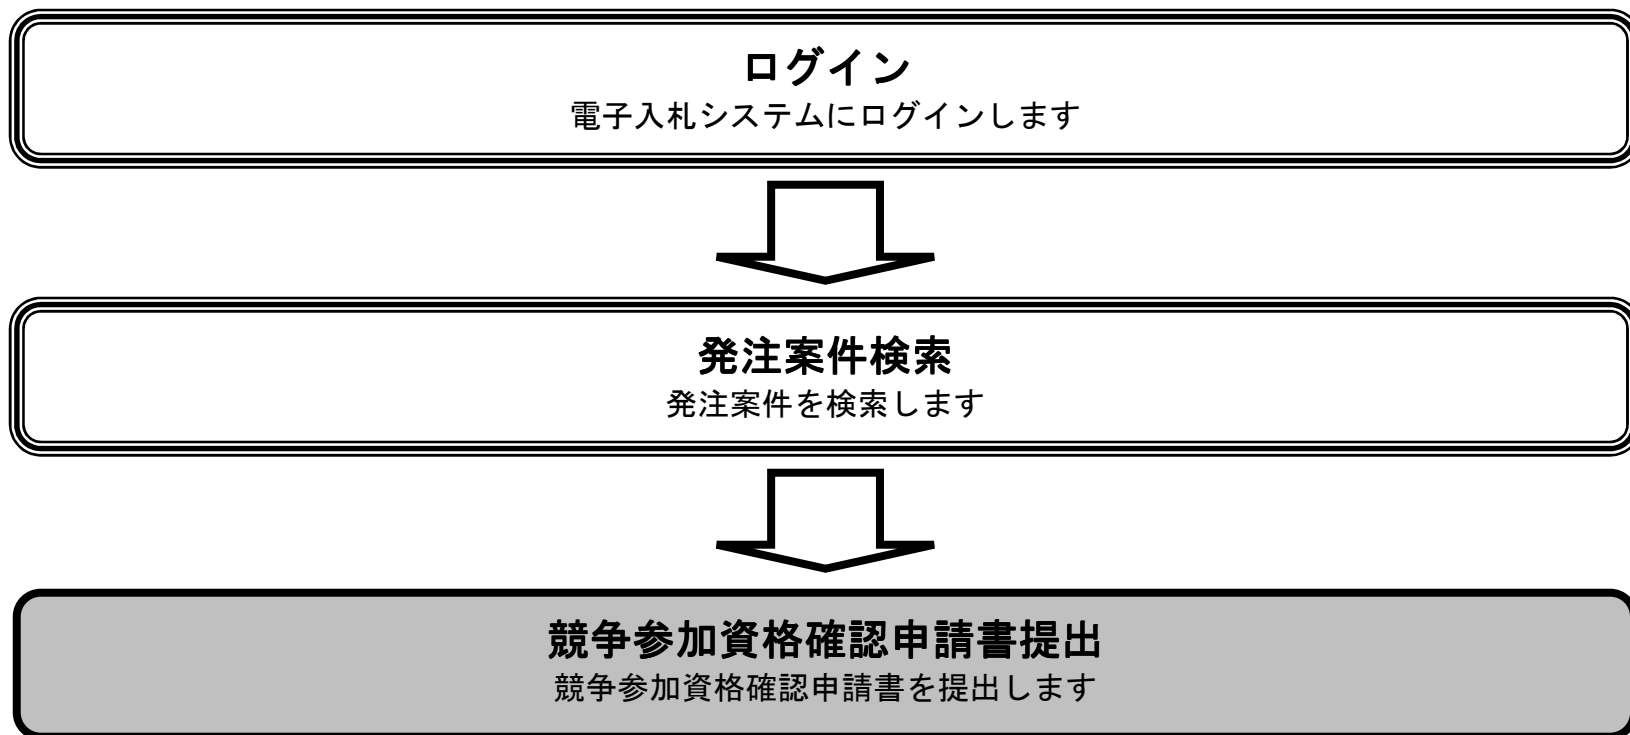 ログイン
電子入札システムにログインします
発注案件検索
発注案件を検索します
競争参加資格確認申請書提出
競争参加資格確認申請書を提出します